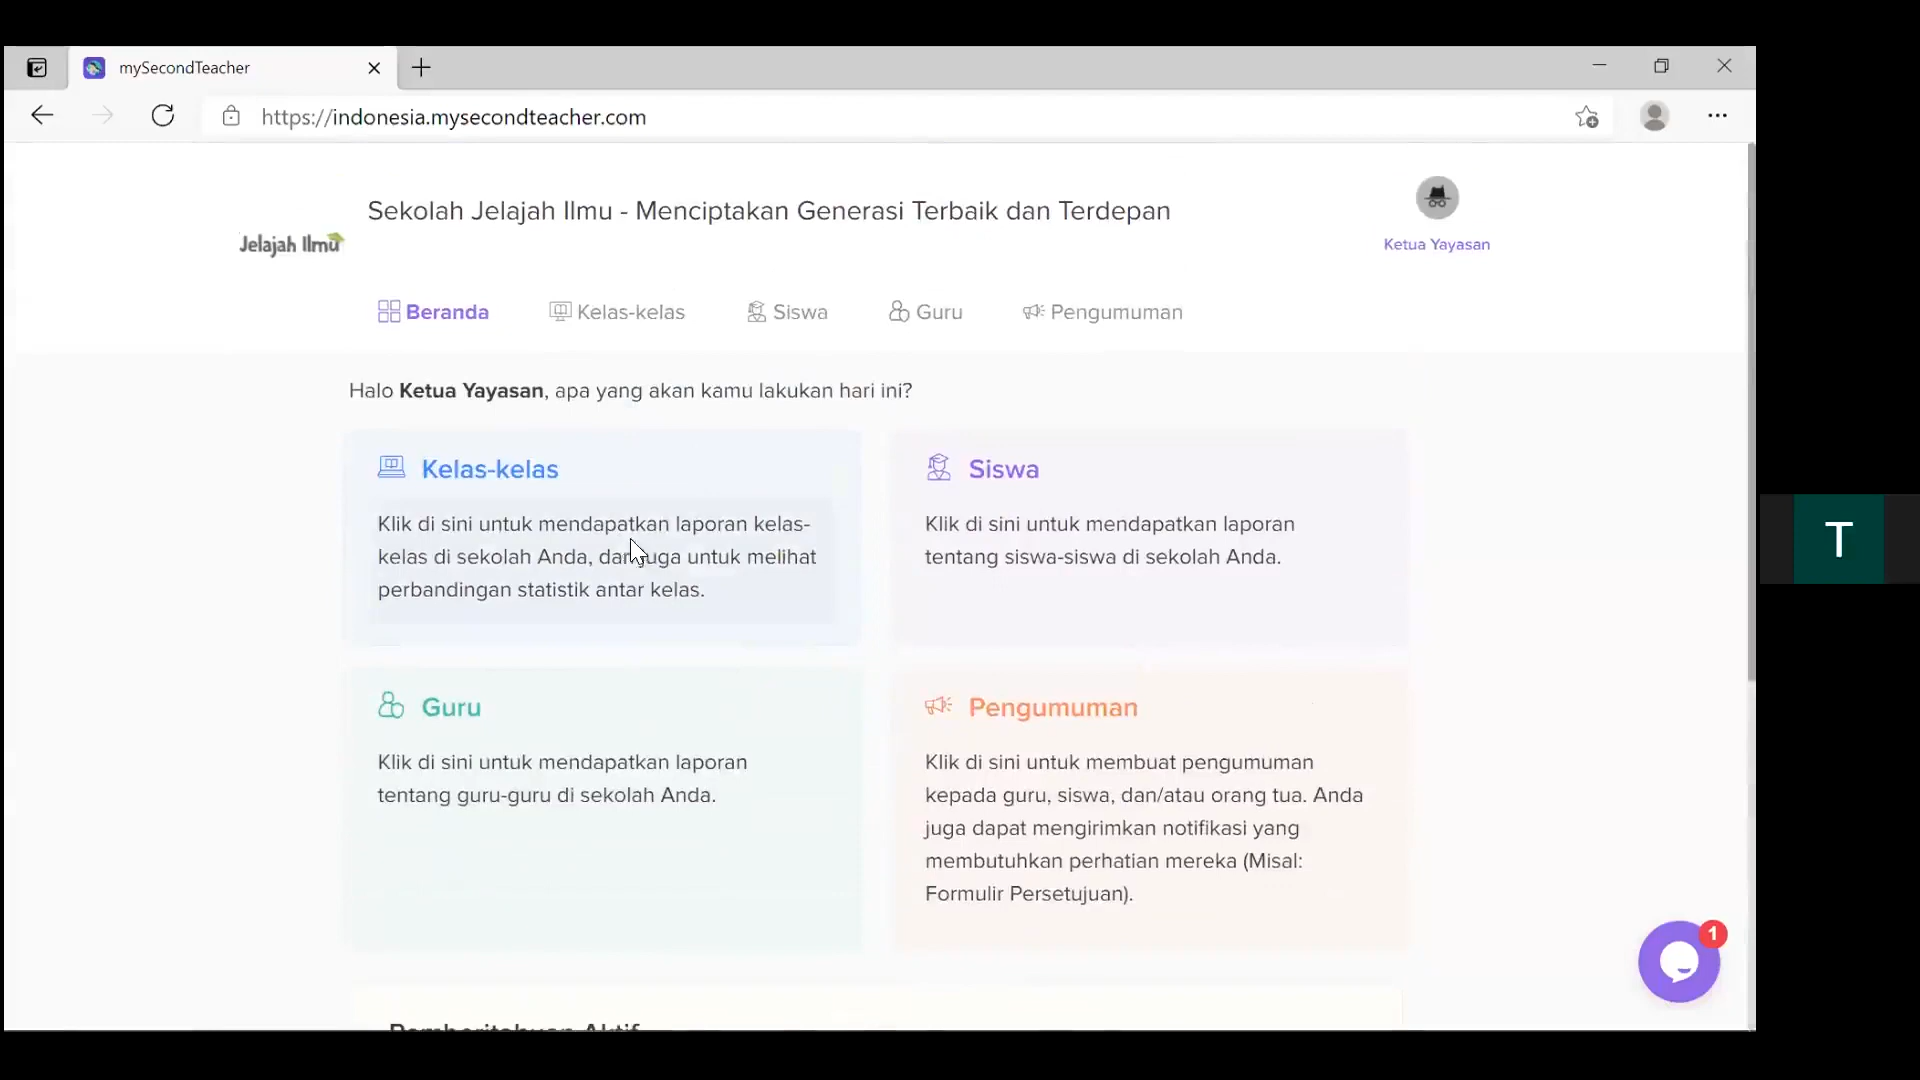 mySecondTeacher
https://indonesia.mysecondteacher.com
Sekolah Jelajah Ilmu - Menciptakan Generasi Terbaik dan Terdepan
Jelajah Ilmu
Ketua Yayasan
Beranda
Kelas-kelas
Siswa
Guru
Pengumuman
Halo Ketua Yayasan, apa yang akan kamu lakukan hari ini?
Kelas-kelas
Klik di sini untuk mendapatkan laporan kelas-
kelas di sekolah Anda, dan juga untuk melihat
perbandingan statistik antar kelas.
Siswa
Klik di sini untuk mendapatkan laporan
tentang siswa-siswa di sekolah Anda.
Guru
Klik di sini untuk mendapatkan laporan
tentang guru-guru di sekolah Anda.
Pengumuman
Klik di sini untuk membuat pengumuman
kepada guru, siswa, dan/atau orang tua. Anda
juga dapat mengirimkan notifikasi yang
membutuhkan perhatian mereka (Misal:
Formulir Persetujuan).
1
Pemberitahuan Aktif
T